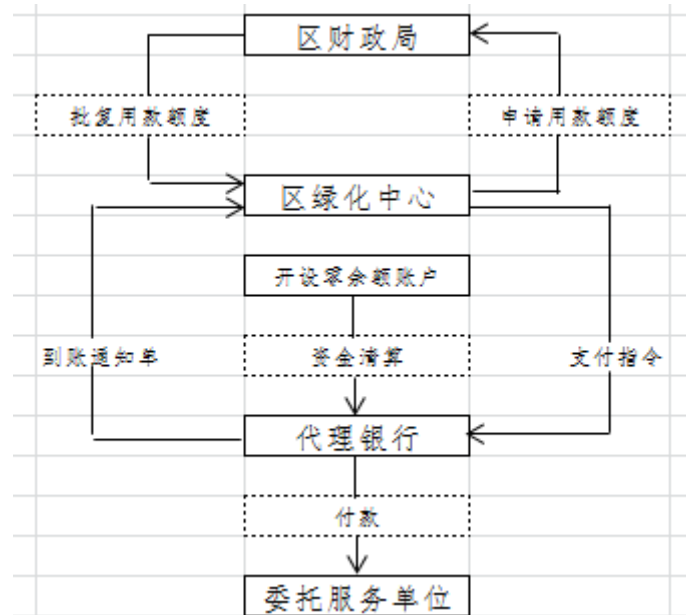 区财政局
批复用款额度
申请用款额度
区绿化中心
开设零余额账户
到账通知单
资金清算
支付指令
代理银行
付款
委托服务单位